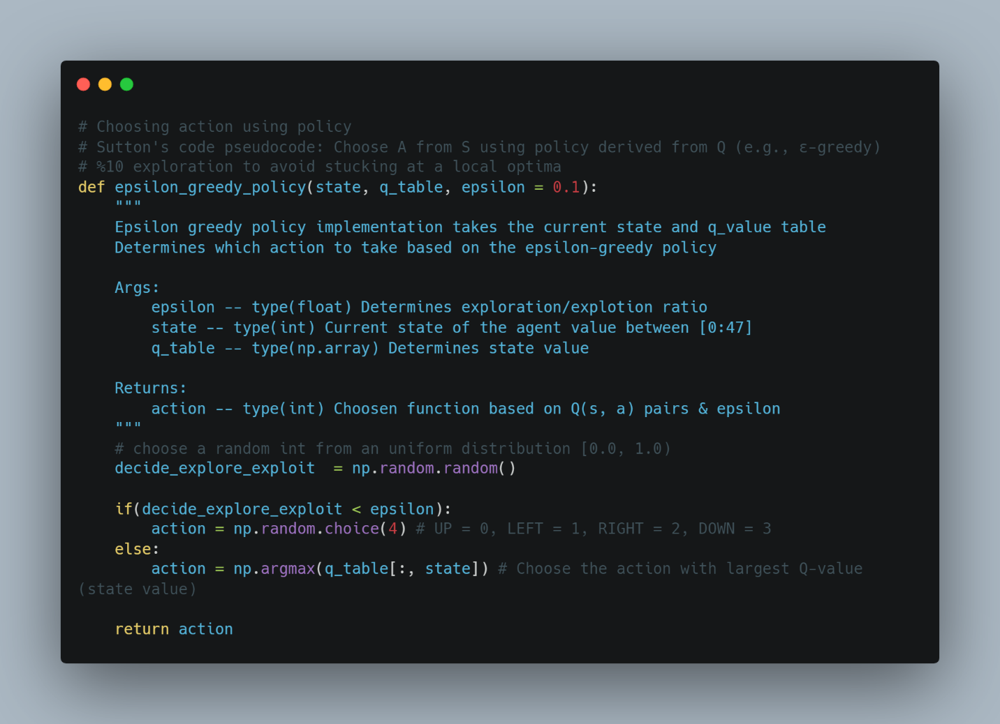 # Choosing action using policy
# Sutton's code pseudocode: Choose A from S using policy derived from Q (e.g., ε-greedy)
# %10 exploration to avoid stucking at a local optima
def epsilon_greedy_policy(state, q_table, epsilon = 0.1):
    """
    Epsilon greedy policy implementation takes the current state and q_value table
    Determines which action to take based on the epsilon-greedy policy

    Args:
        epsilon -- type(float) Determines exploration/explotion ratio
        state -- type(int) Current state of the agent value between [0:47]
        q_table -- type(np.array) Determines state value

    Returns:
        action -- type(int) Choosen function based on Q(s, a) pairs & epsilon
    """
    # choose a random int from an uniform distribution [0.0, 1.0)
    decide_explore_exploit  = np.random.random()

    if(decide_explore_exploit < epsilon):
        action = np.random.choice(4) # UP = 0, LEFT = 1, RIGHT = 2, DOWN = 3
    else:
        action = np.argmax(q_table[:, state]) # Choose the action with largest Q-value
(state value)

    return action